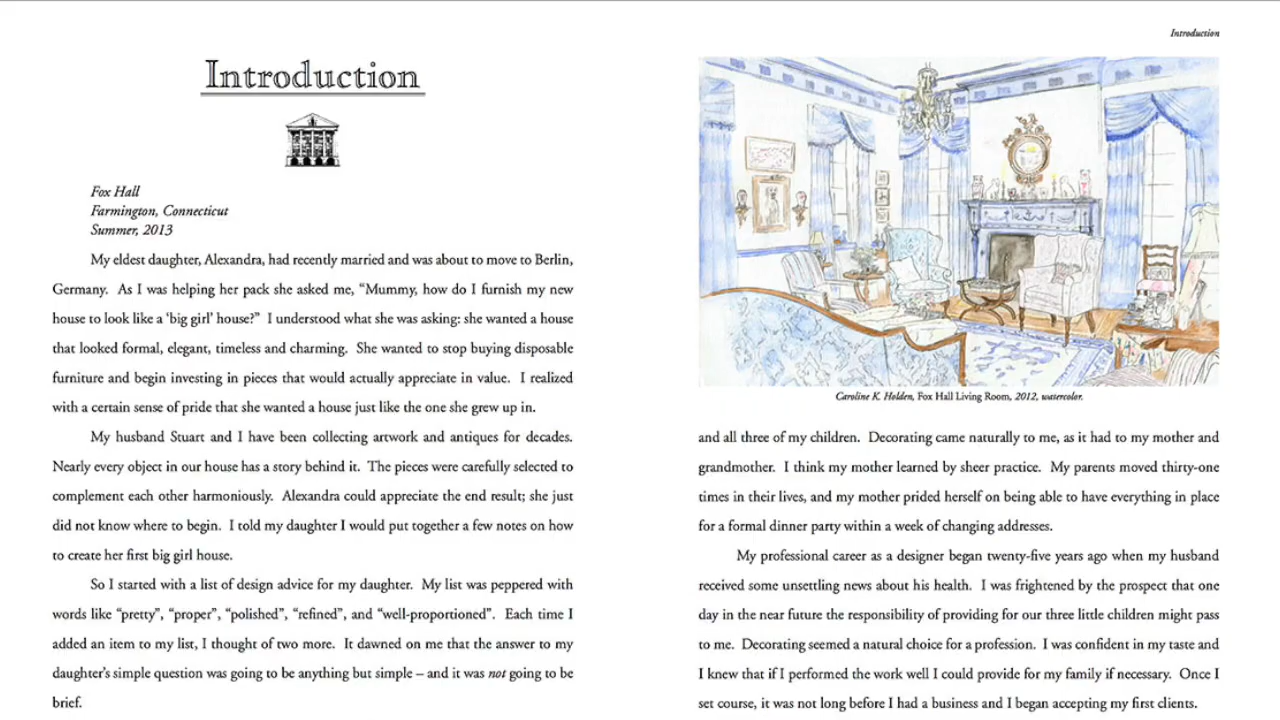 Introduction
Fox Hall
Farmington, Connecticut
Summer, 2013
My eldest daughter, Alexandra, had recently married and was about to move to Berlin,
Germany. As I was helping her pack she asked me, “Mummy, how do I furnish my new
house to look like a ‘big girl’ house?” I understood what she was asking: she wanted a house
that looked formal, elegant, timeless and charming. She wanted to stop buying disposable
furniture and begin investing in pieces that would actually appreciate in value. I realized
with a certain sense of pride that she wanted a house just like the one she grew up in.
My husband Stuart and I have been collecting artwork and antiques for decades.
Nearly every object in our house has a story behind it. The pieces were carefully selected to
complement each other harmoniously. Alexandra could appreciate the end result; she just
did not know where to begin. I told my daughter I would put together a few notes on how
to create her first big girl house.
So I started with a list of design advice for my daughter. My list was peppered with
words like “pretty”, “proper”, “polished”, “refined”, and “well-proportioned”. Each time I
added an item to my list, I thought of two more. It dawned on me that the answer to my
daughter’s simple question was going to be anything but simple – and it was not going to be
brief.
Introduction
Caroline K. Holden, Fox Hall Living Room, 2012, watercolor.
and all three of my children. Decorating came naturally to me, as it had to my mother and
grandmother. I think my mother learned by sheer practice. My parents moved thirty-one
times in their lives, and my mother prided herself on being able to have everything in place
for a formal dinner party within a week of changing addresses.
My professional career as a designer began twenty-five years ago when my husband
received some unsettling news about his health. I was frightened by the prospect that one
day in the near future the responsibility of providing for our three little children might pass
to me. Decorating seemed a natural choice for a profession. I was confident in my taste and
I knew that if I performed the work well I could provide for my family if necessary. Once I
set course, it was not long before I had a business and I began accepting my first clients.